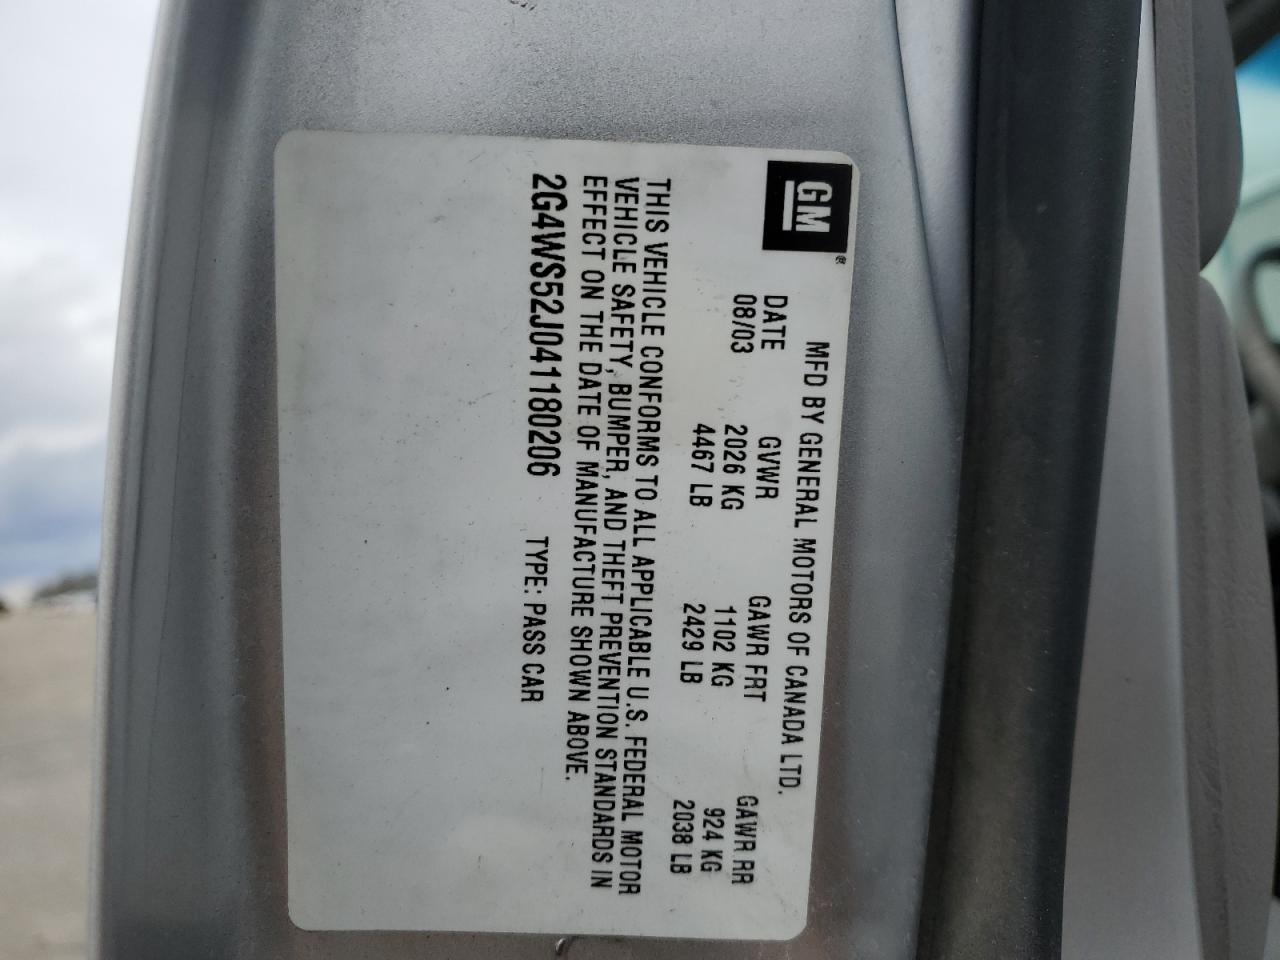 GM ®
MFD BY GENERAL MOTORS OF CANADA LTD.
DATE GVWR GAWR FRT GAWR RR
08/03 2026 KG 1102 KG 924 KG
4467 LB 2429 LB 2038 LB
THIS VEHICLE CONFORMS TO ALL APPLICABLE U.S. FEDERAL MOTOR
VEHICLE SAFETY, BUMPER, AND THEFT PREVENTION STANDARDS IN
EFFECT ON THE DATE OF MANUFACTURE SHOWN ABOVE.
2G4WS52J041180206 TYPE: PASS CAR